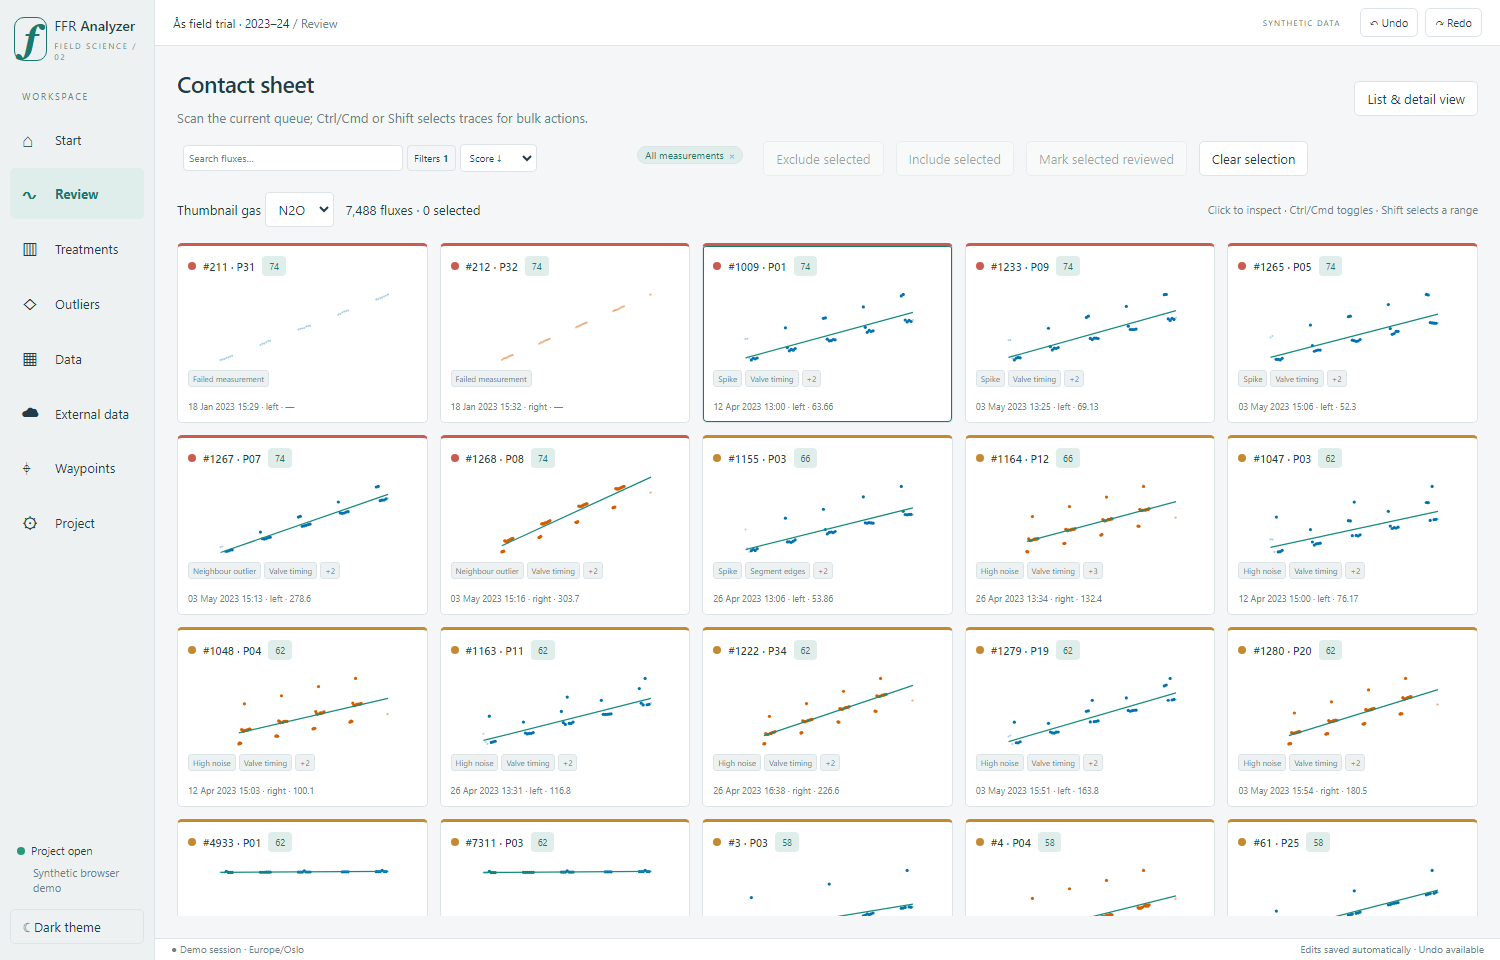 FFR Analyzer
FIELD SCIENCE /
02
WORKSPACE
Start
Review
Treatments
Outliers
Data
External data
Waypoints
Project
Project open
Synthetic browser
demo
Dark theme
Ås field trial · 2023–24 / Review
SYNTHETIC DATA
Undo
Redo
Contact sheet
Scan the current queue; Ctrl/Cmd or Shift selects traces for bulk actions.
List & detail view
Search fluxes...
Filters 1
Score ↓
All measurements ×
Exclude selected
Include selected
Mark selected reviewed
Clear selection
Thumbnail gas
N2O
7,488 fluxes · 0 selected
Click to inspect · Ctrl/Cmd toggles · Shift selects a range
#211 · P31 74
Failed measurement
18 Jan 2023 15:29 · left · —
#212 · P32 74
Failed measurement
18 Jan 2023 15:32 · right · —
#1009 · P01 74
Spike Valve timing +2
12 Apr 2023 13:00 · left · 63.66
#1233 · P09 74
Spike Valve timing +2
03 May 2023 13:25 · left · 69.13
#1265 · P05 74
Spike Valve timing +2
03 May 2023 15:06 · left · 52.3
#1267 · P07 74
Neighbour outlier Valve timing +2
03 May 2023 15:13 · left · 278.6
#1268 · P08 74
Neighbour outlier Valve timing +2
03 May 2023 15:16 · right · 303.7
#1155 · P03 66
Spike Segment edges +2
26 Apr 2023 13:06 · left · 53.86
#1164 · P12 66
High noise Valve timing +3
26 Apr 2023 13:34 · right · 132.4
#1047 · P03 62
High noise Valve timing +2
12 Apr 2023 15:00 · left · 76.17
#1048 · P04 62
High noise Valve timing +2
12 Apr 2023 15:03 · right · 100.1
#1163 · P11 62
High noise Valve timing +2
26 Apr 2023 13:31 · left · 116.8
#1222 · P34 62
High noise Valve timing +2
26 Apr 2023 16:38 · right · 226.6
#1279 · P19 62
High noise Valve timing +2
03 May 2023 15:51 · left · 163.8
#1280 · P20 62
High noise Valve timing +2
03 May 2023 15:54 · right · 180.5
#4933 · P01 62
#7311 · P03 62
#3 · P03 58
#4 · P04 58
#61 · P25 58
Demo session · Europe/Oslo
Edits saved automatically · Undo available